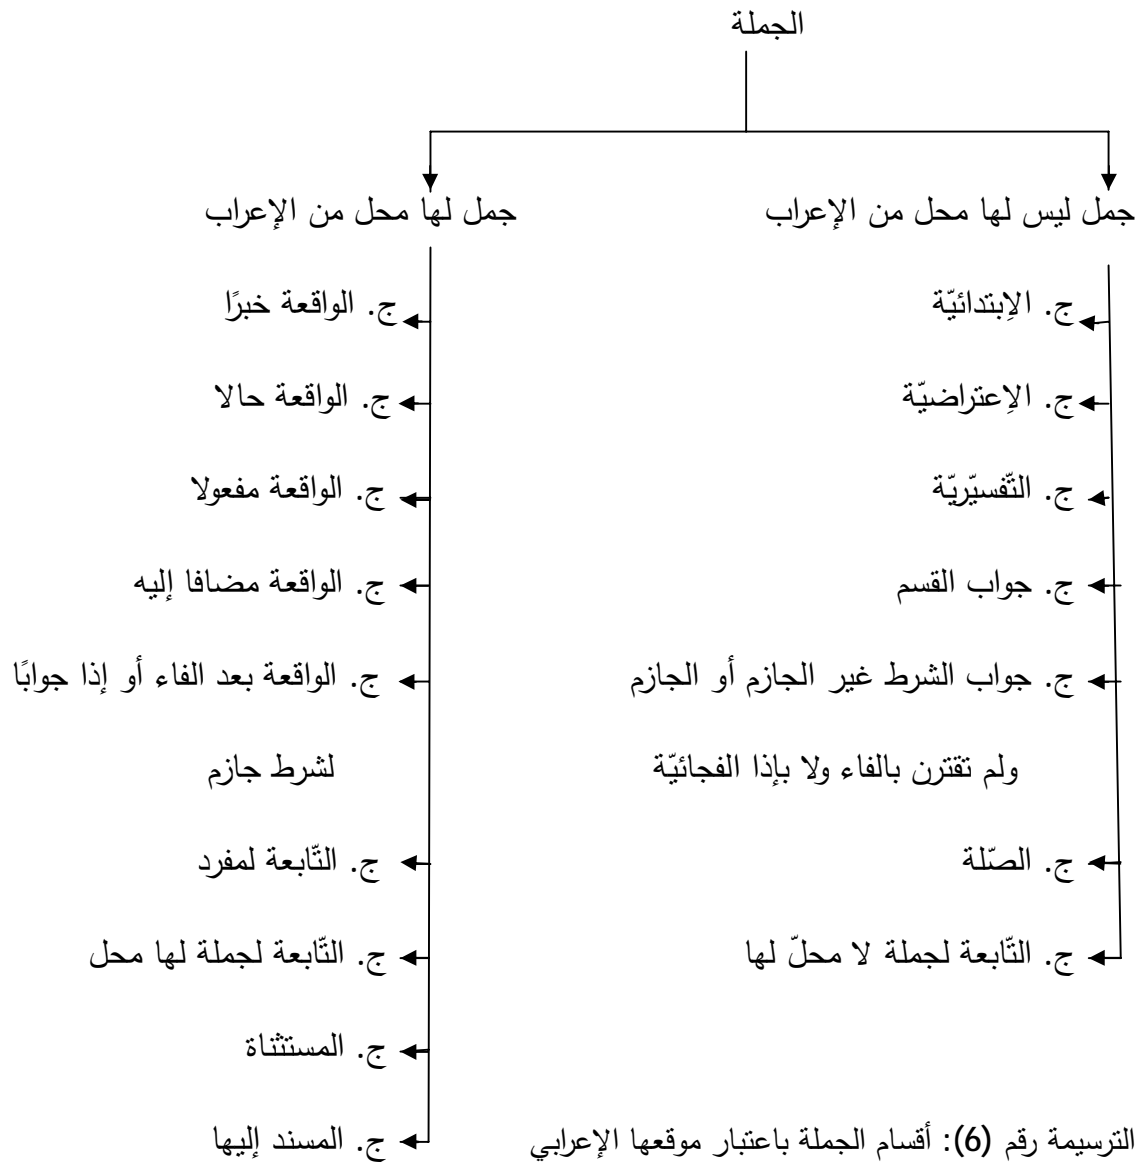 الجملة
جمل ليس لها محل من الإعراب
ج. الاِبتدائيّة
ج. الاِعتراضيّة
ج. التّفسيّريّة
ج. جواب القسم
ج. جواب الشرط غير الجازم أو الجازم
ولم تقترن بالفاء ولا بإذا الفجائيّة
ج. الصّلة
ج. التّابعة لجملة لا محلّ لها
جمل لها محل من الإعراب
ج. الواقعة خبرًا
ج. الواقعة حالا
ج. الواقعة مفعولا
ج. الواقعة مضافا إليه
ج. الواقعة بعد الفاء أو إذا جوابًا
لشرط جازم
ج. التّابعة لمفرد
ج. التّابعة لجملة لها محل
ج. المستثناة
ج. المسند إليها
الترسيمة رقم (6): أقسام الجملة باعتبار موقعها الإعرابي